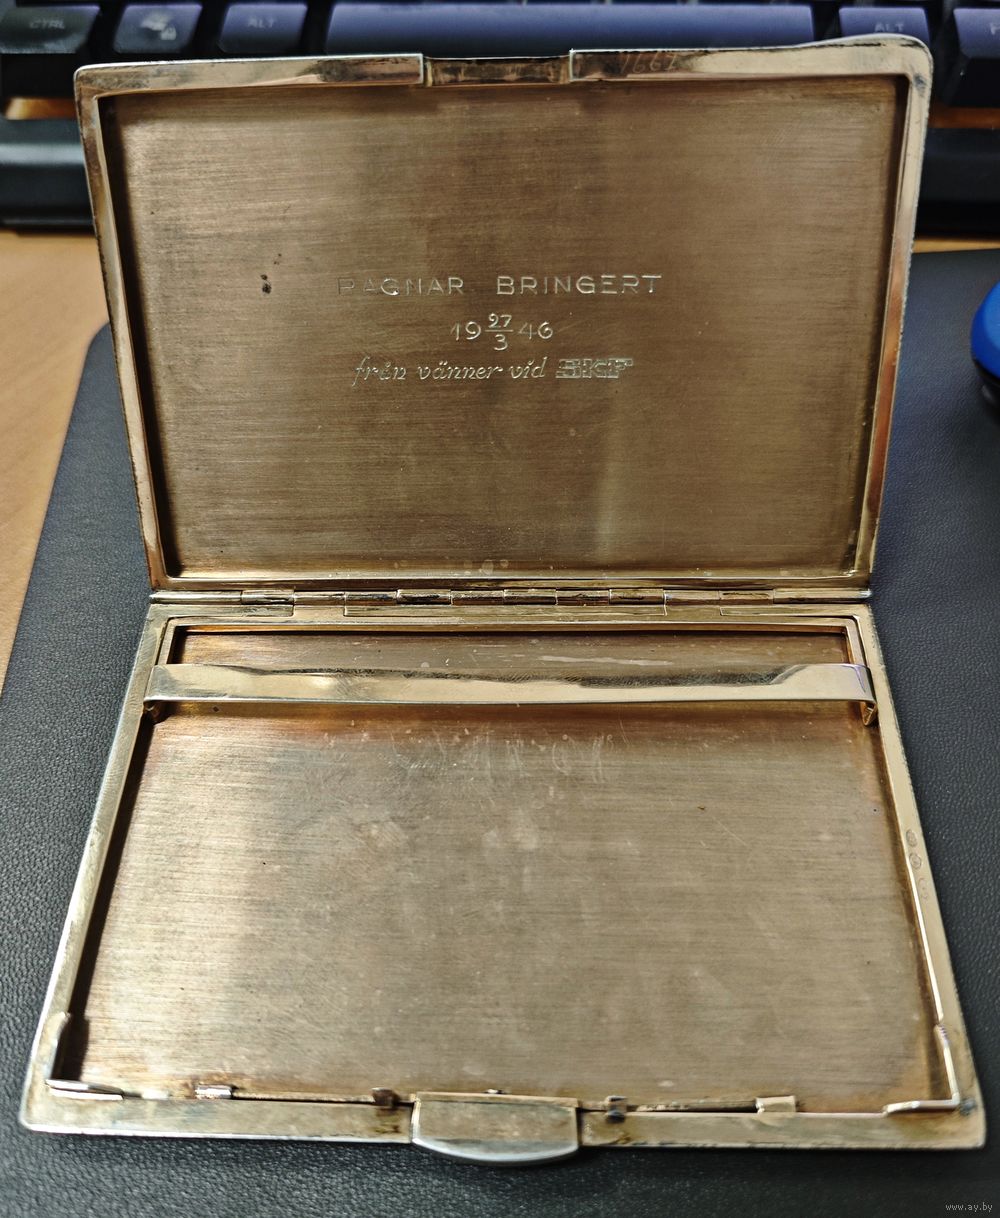 CTRL
ALT
ALT
RAGNAR BRINGERT
19 27/3 46
från vänner vid SKF
www.ay.by